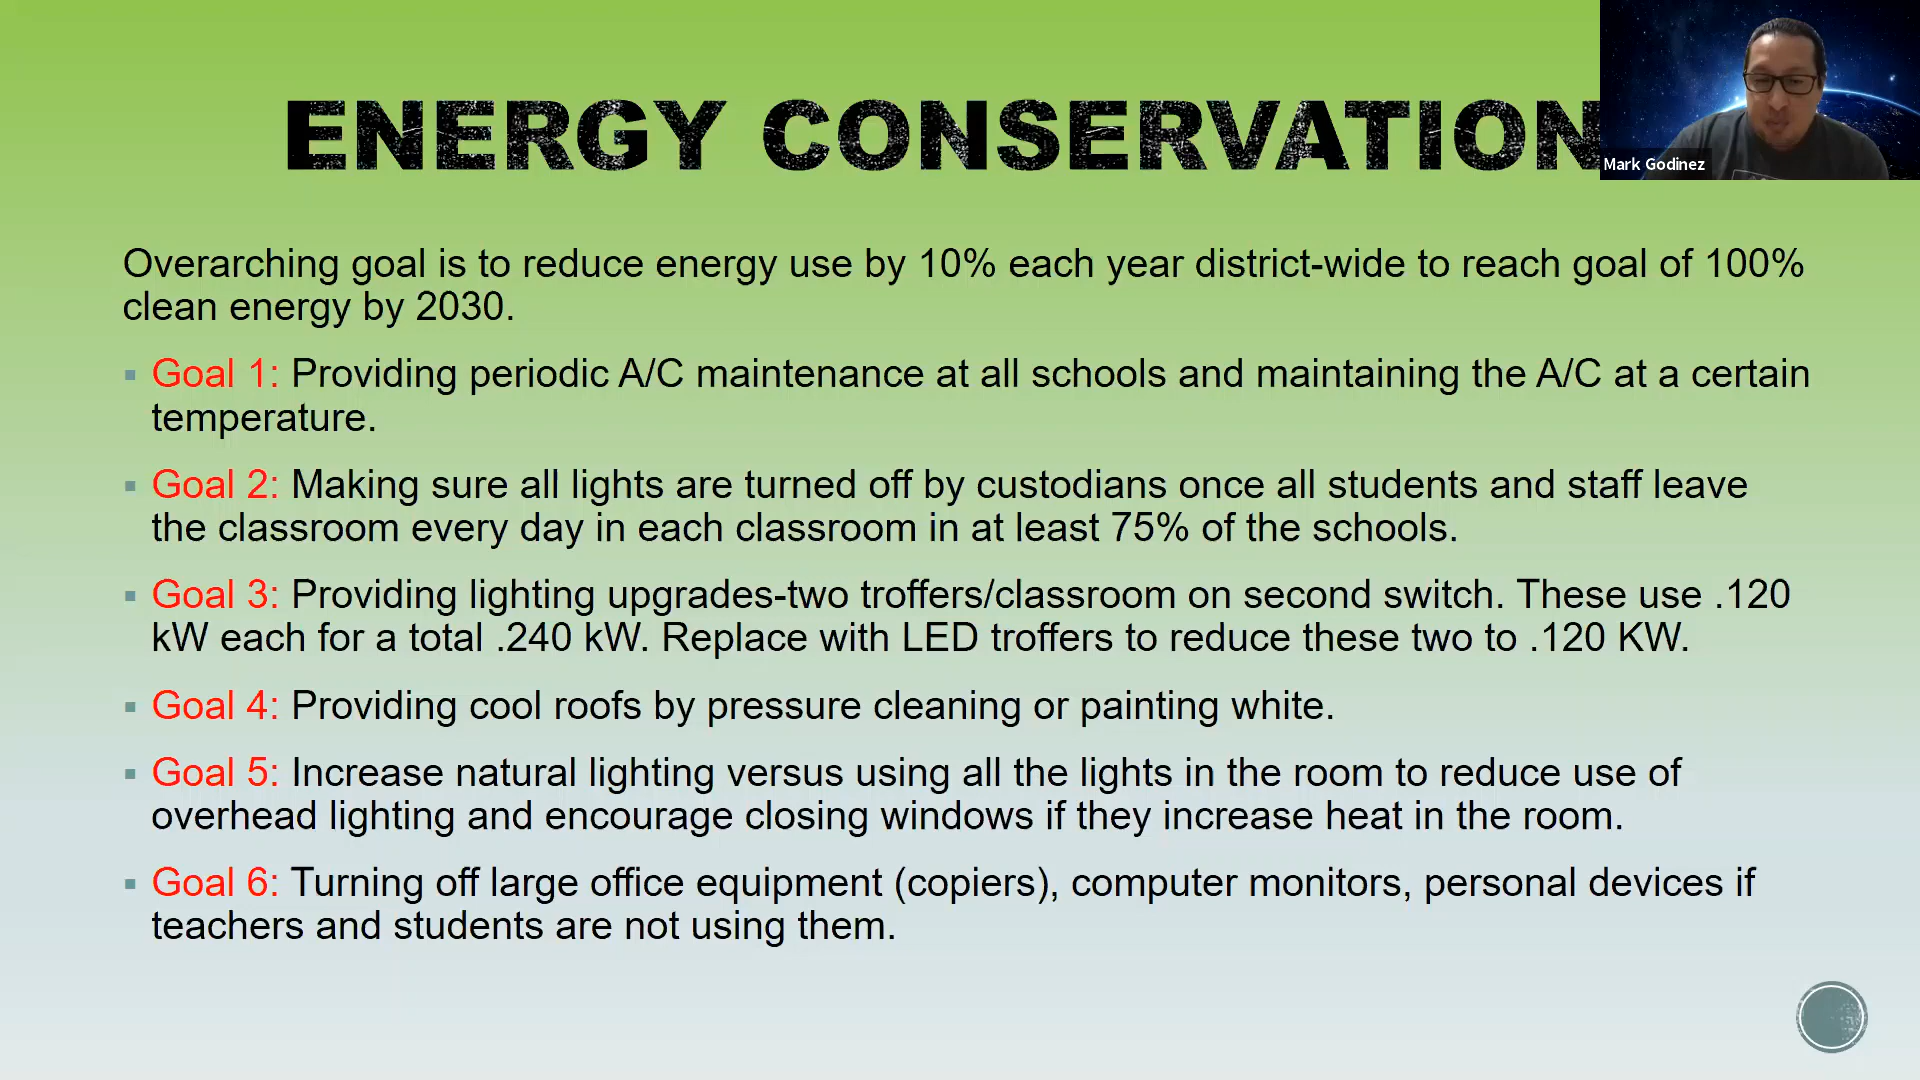 ENERGY CONSERVATION
Mark Godinez
Overarching goal is to reduce energy use by 10% each year district-wide to reach goal of 100%
clean energy by 2030.
▪ Goal 1: Providing periodic A/C maintenance at all schools and maintaining the A/C at a certain
temperature.
▪ Goal 2: Making sure all lights are turned off by custodians once all students and staff leave
the classroom every day in each classroom in at least 75% of the schools.
▪ Goal 3: Providing lighting upgrades-two troffers/classroom on second switch. These use .120
kW each for a total .240 kW. Replace with LED troffers to reduce these two to .120 KW.
▪ Goal 4: Providing cool roofs by pressure cleaning or painting white.
▪ Goal 5: Increase natural lighting versus using all the lights in the room to reduce use of
overhead lighting and encourage closing windows if they increase heat in the room.
▪ Goal 6: Turning off large office equipment (copiers), computer monitors, personal devices if
teachers and students are not using them.